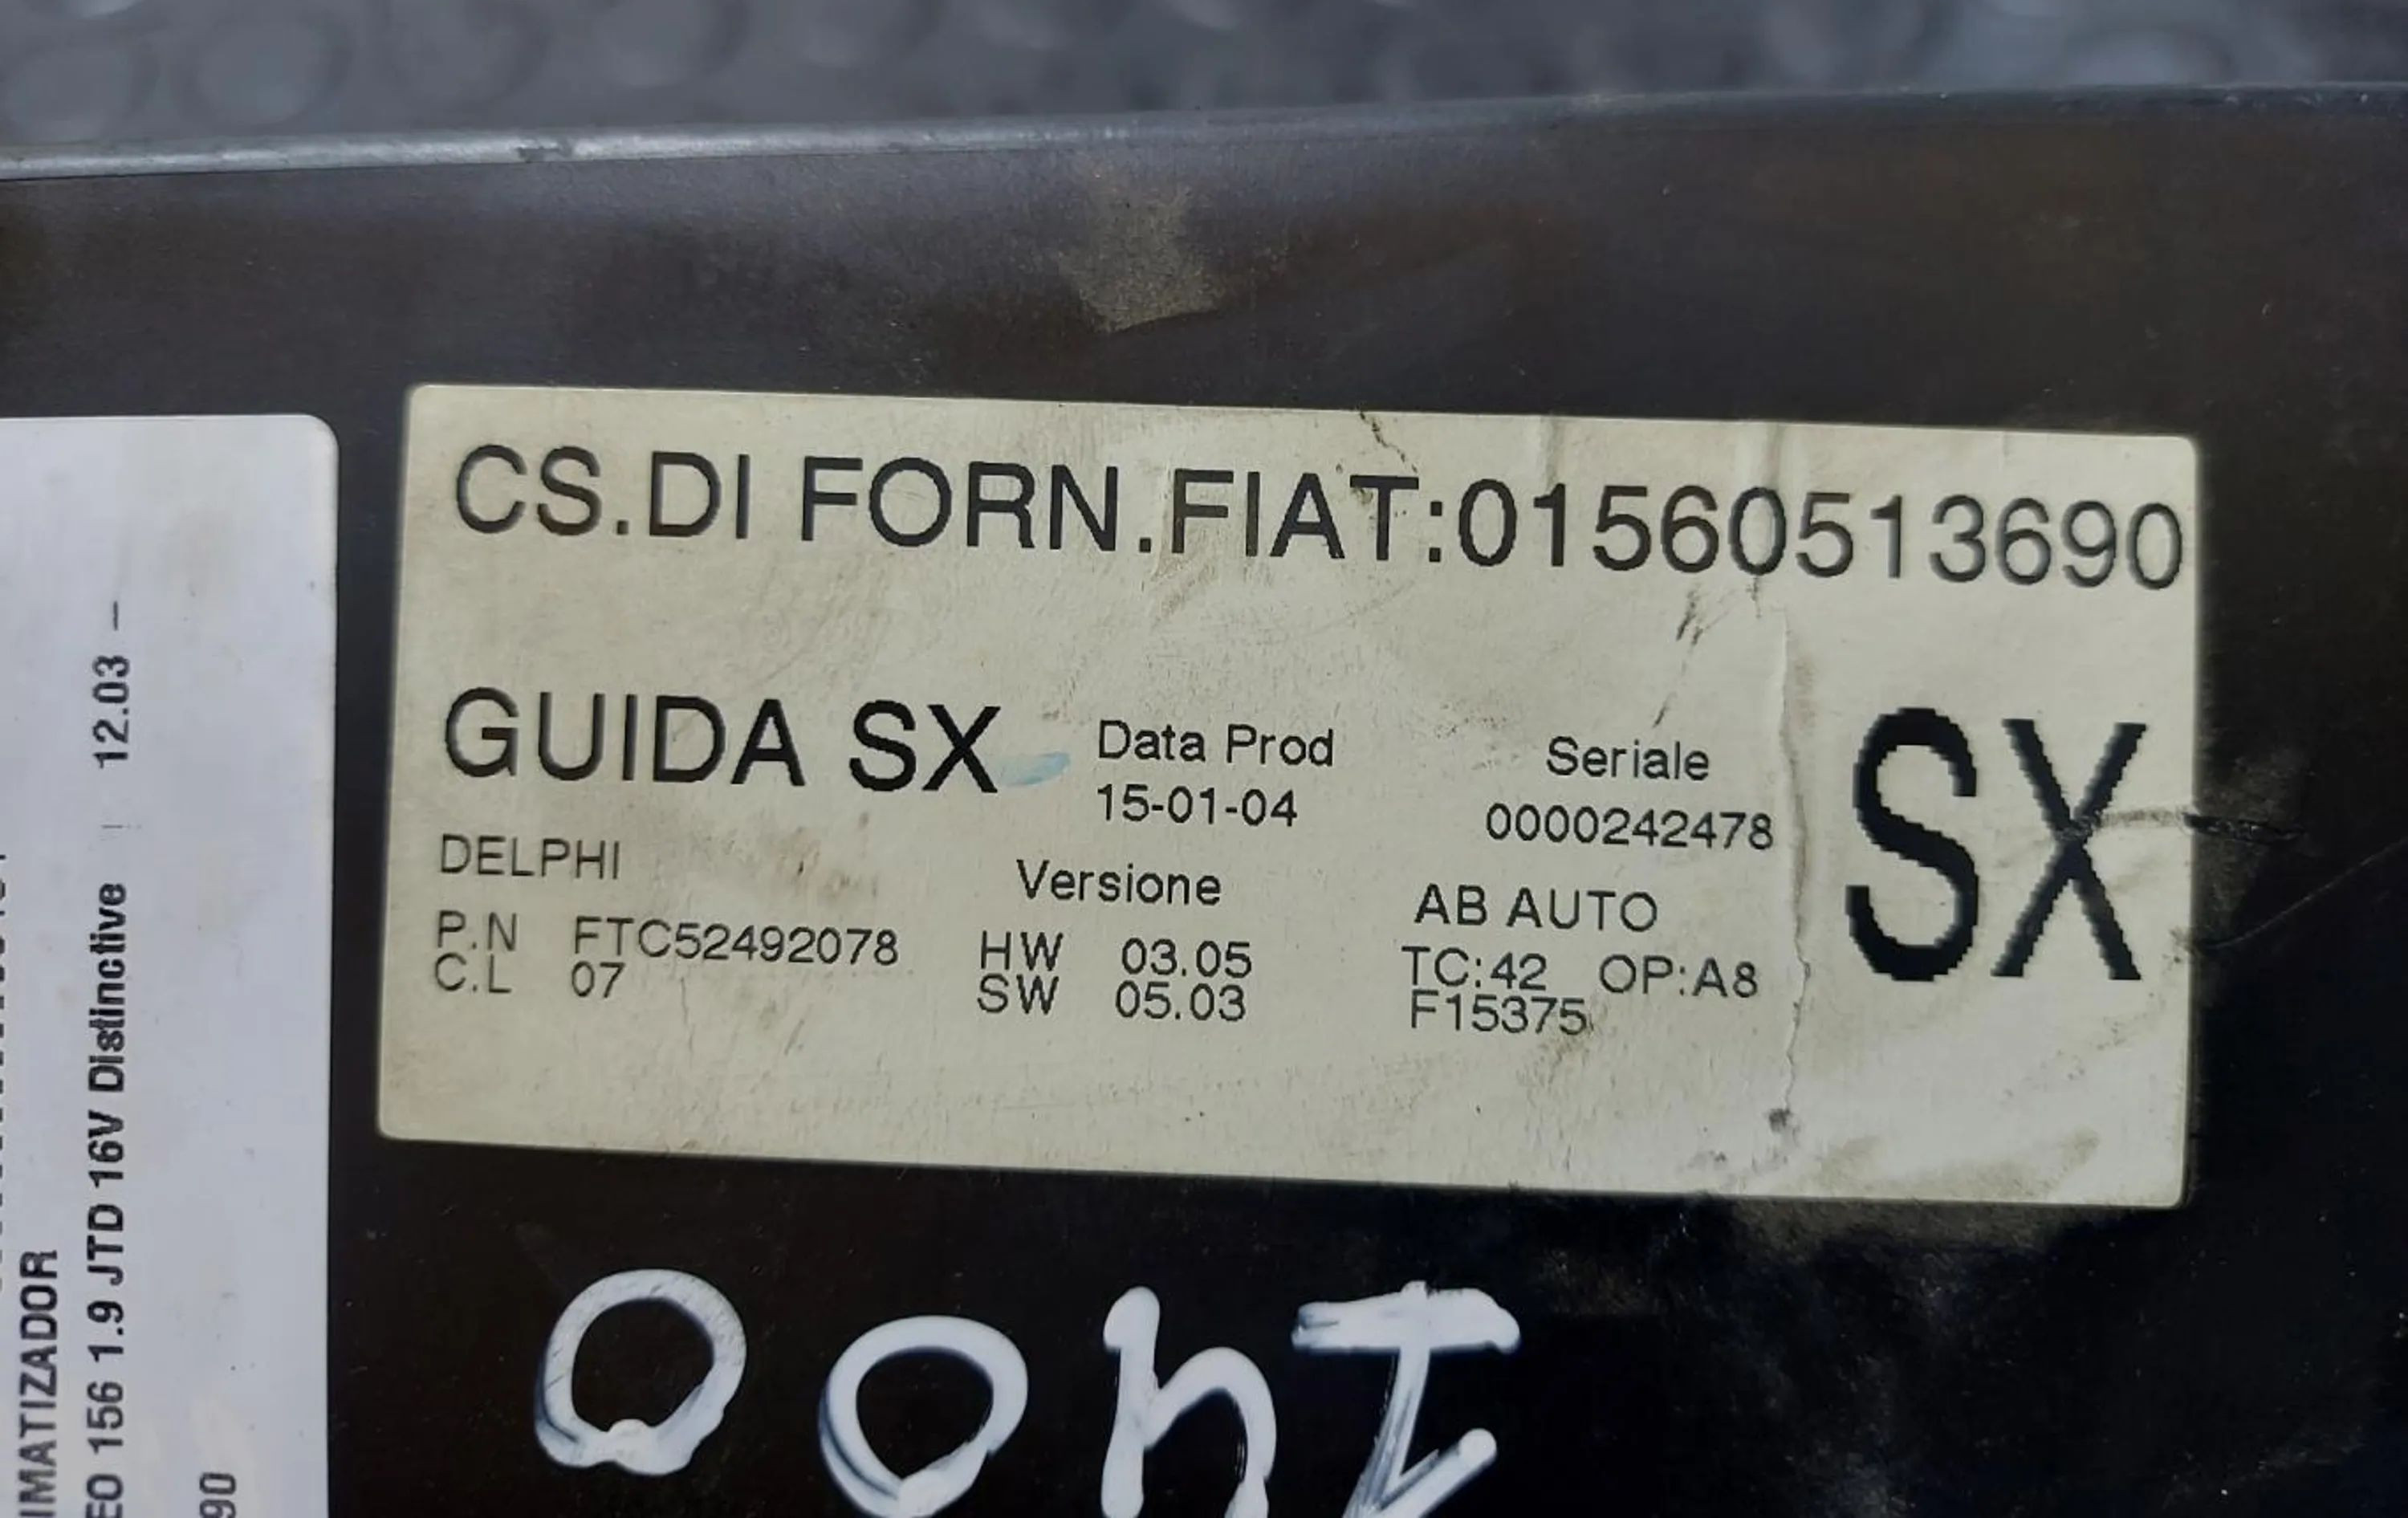 CS.DI FORN.FIAT:01560513690
GUIDA SX
Data Prod
15-01-04
Seriale
0000242478
SX
DELPHI
P.N FTC52492078
C.L 07
Versione
HW 03.05
SW 05.03
AB AUTO
TC:42 OP:A8
F15375
IMATIZADOR
EO 156 1.9 JTD 16V Distinctive | 12.03 –
90
1400